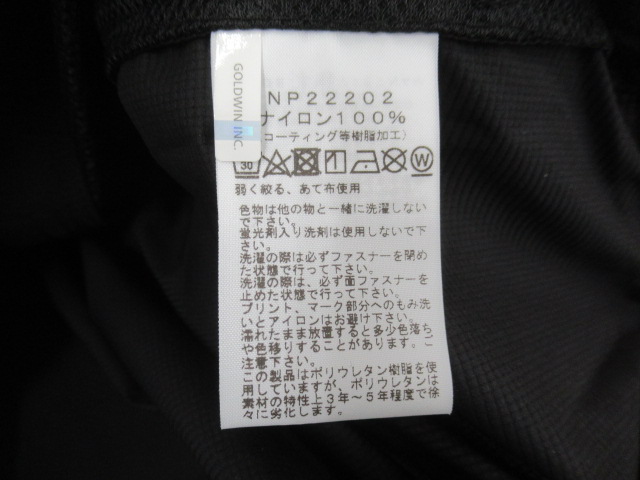 GOLDWIN INC.
NP22202
ナイロン100%
(コーティング等樹脂加工)
30 W
弱く絞る、あて布使用
色物は他の物と一緒に洗濯しない
で下さい。
蛍光剤入り洗剤は使用しないで下
さい。
洗濯の際は必ずファスナーを閉め
た状態で行って下さい。
洗濯の際は、必ず面ファスナーを
止めた状態で行って下さい。
プリント、マーク部分へのもみ洗
いとアイロンはお避け下さい。
濡れたまま放置すると多少色落ち
や色移りすることがあります。ご
注意下さい。
この製品はポリウレタン樹脂を使
用していますが、ポリウレタンは
素材の特性上3年〜5年程度で徐
々に劣化します。